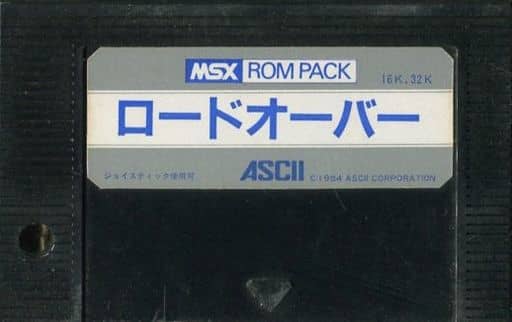 MSX ROM PACK
16K, 32K
ロードオーバー
ジョイスティック使用可
ASCII
©1984 ASCII CORPORATION